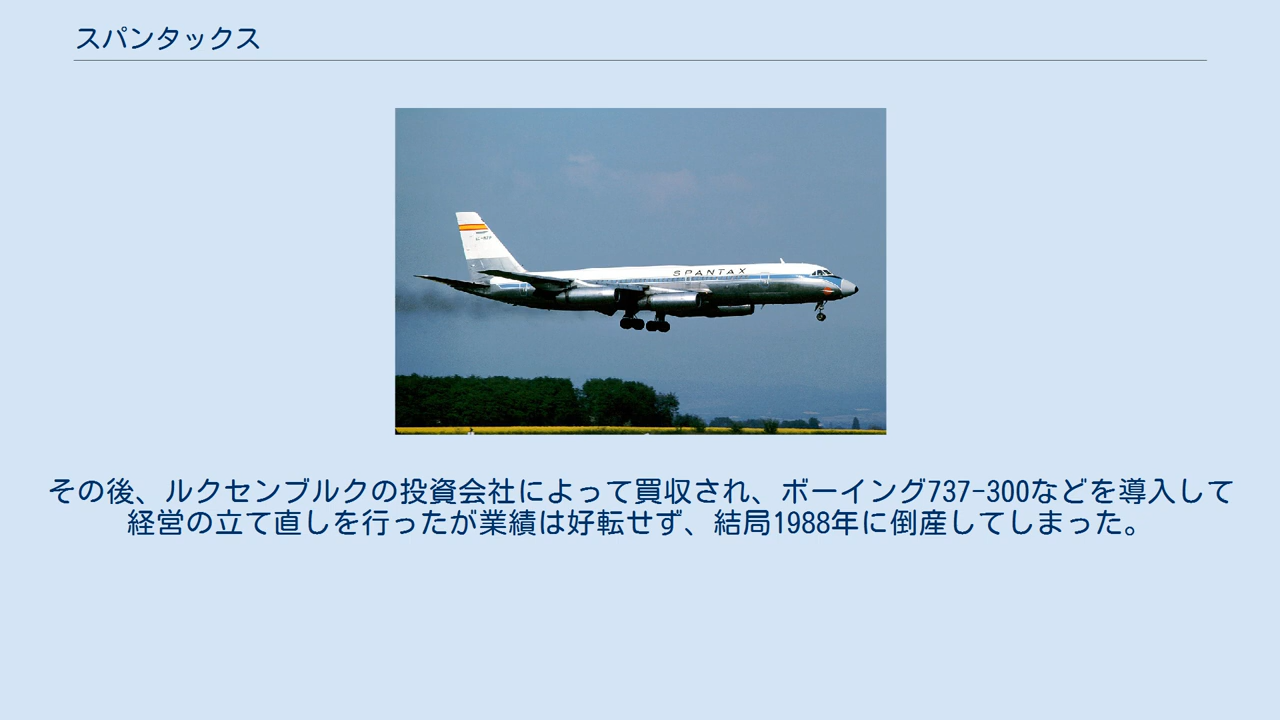 スパンタックス
SPANTAX
その後、ルクセンブルクの投資会社によって買収され、ボーイング737-300などを導入して
経営の立て直しを行ったが業績は好転せず、結局1988年に倒産してしまった。